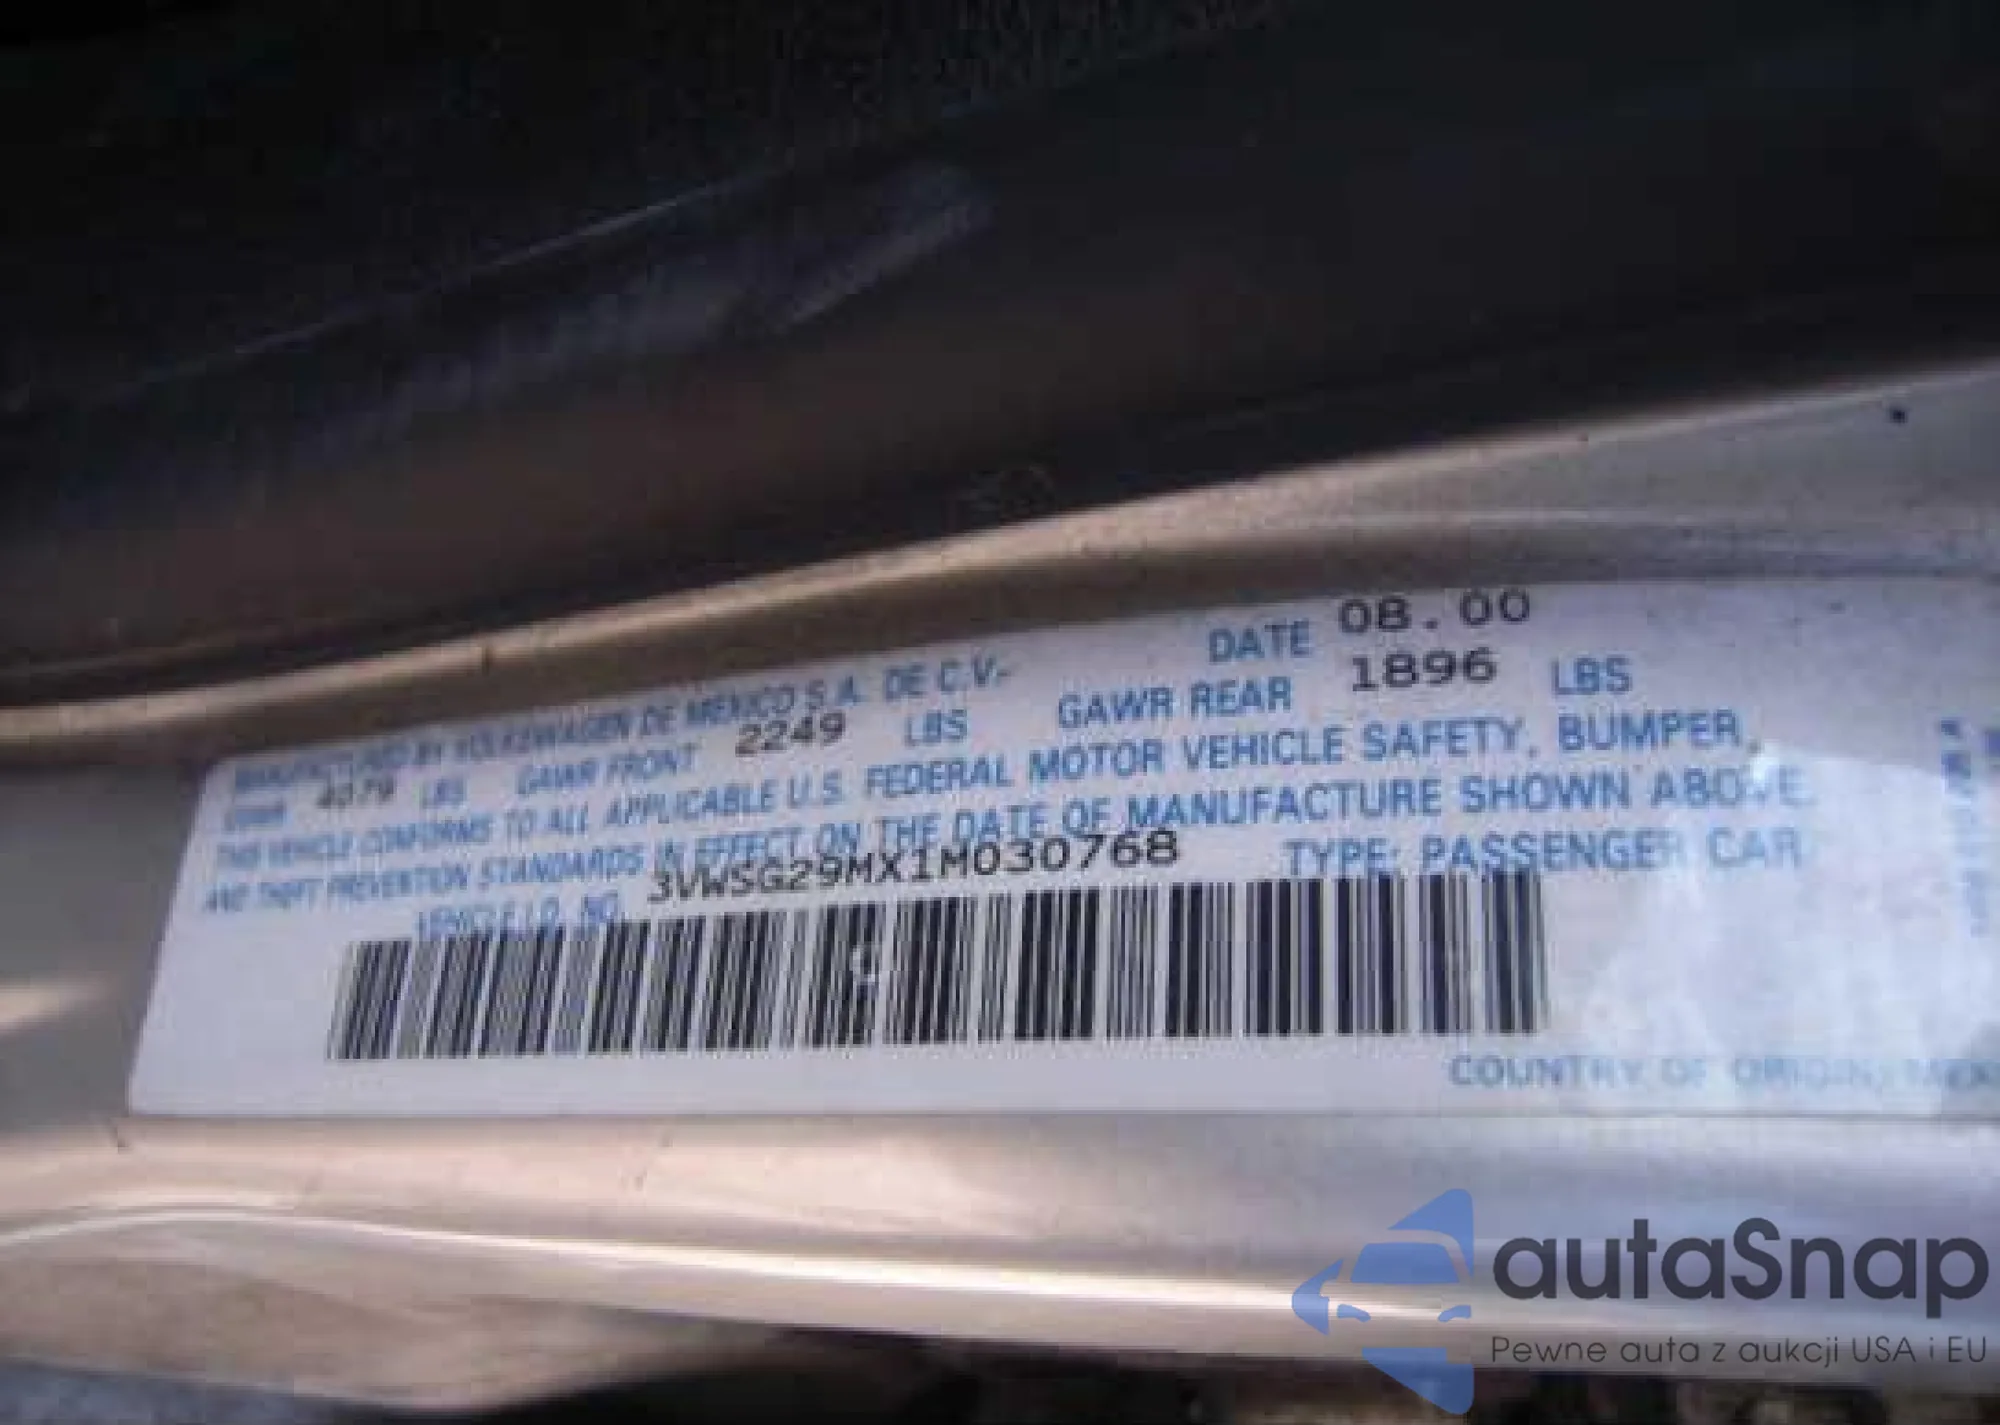 DATE 08.00
MANUFACTURED BY VOLKSWAGEN DE MEXICO S.A. DE C.V.
GVWR 4079 LBS GAWR FRONT 2249 LBS GAWR REAR 1896 LBS
THIS VEHICLE CONFORMS TO ALL APPLICABLE U.S. FEDERAL MOTOR VEHICLE SAFETY, BUMPER,
AND THEFT PREVENTION STANDARDS IN EFFECT ON THE DATE OF MANUFACTURE SHOWN ABOVE.
VEHICLE I.D. NO. 3VWSG29MX1M030768 TYPE: PASSENGER CAR
COUNTRY OF ORIGIN:
autaSnap
Pewne auta z aukcji USA i EU